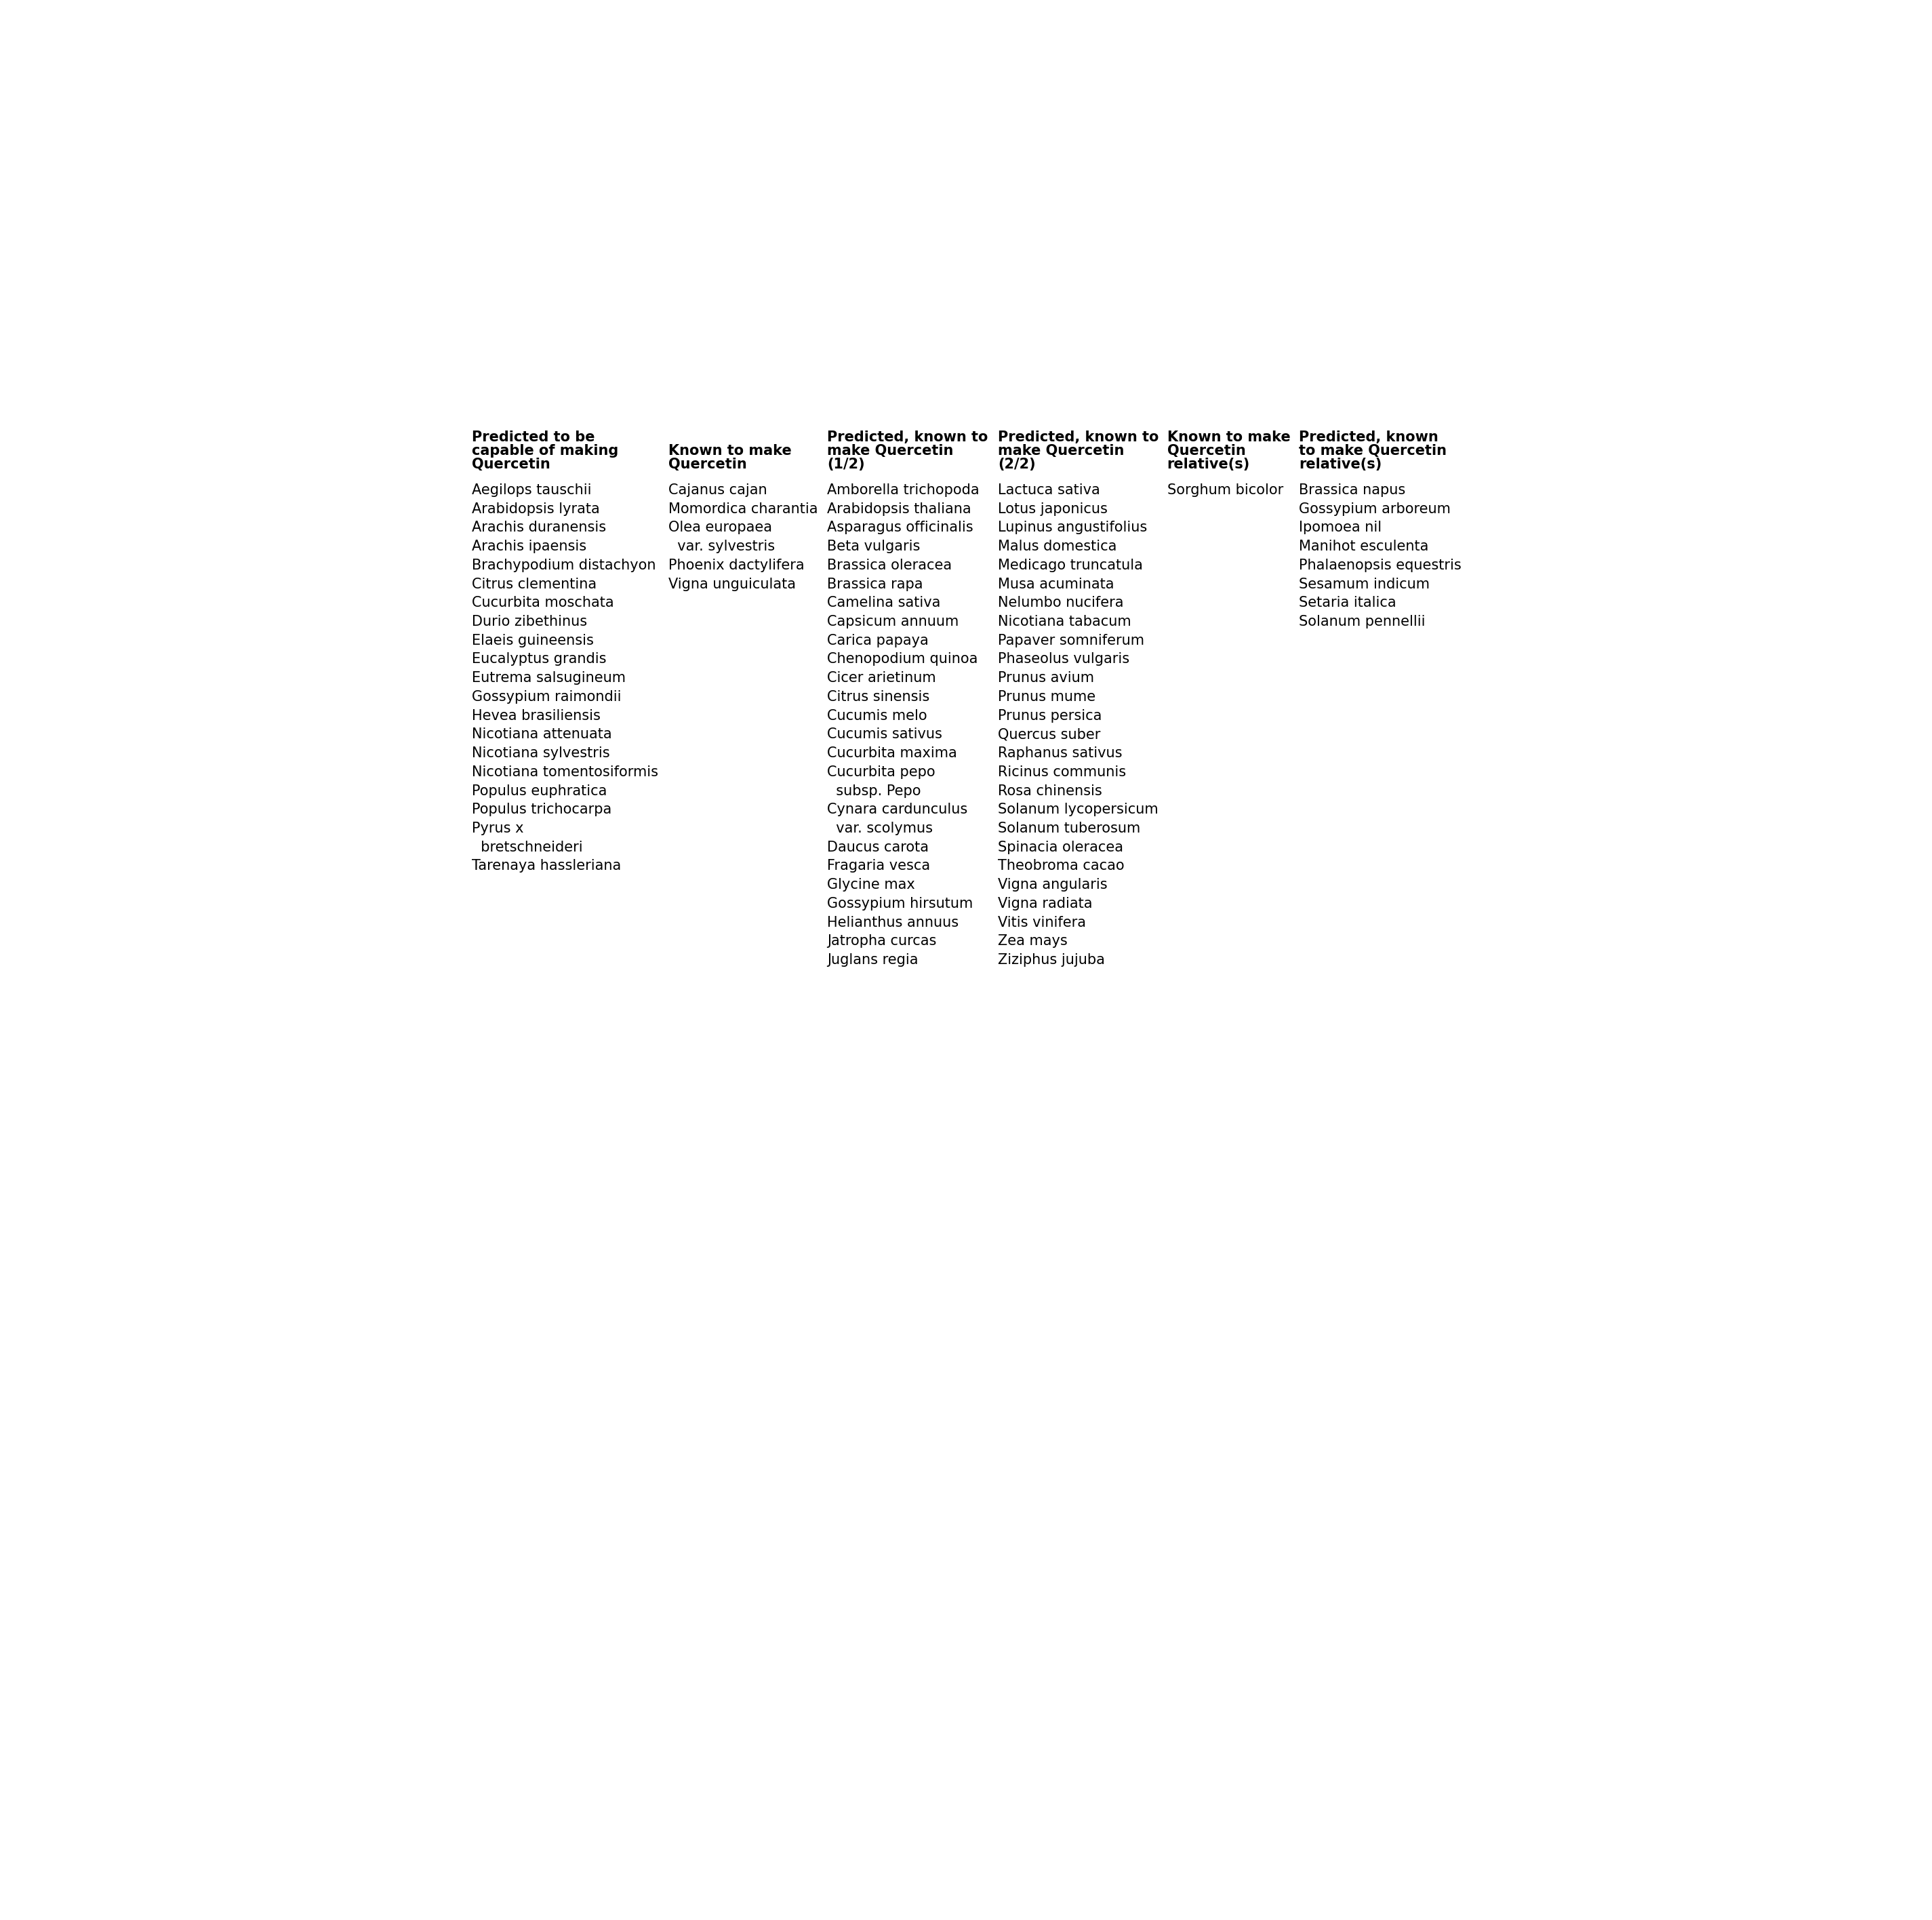 Predicted to be
capable of making
Quercetin
Aegilops tauschii
Arabidopsis lyrata
Arachis duranensis
Arachis ipaensis
Brachypodium distachyon
Citrus clementina
Cucurbita moschata
Durio zibethinus
Elaeis guineensis
Eucalyptus grandis
Eutrema salsugineum
Gossypium raimondii
Hevea brasiliensis
Nicotiana attenuata
Nicotiana sylvestris
Nicotiana tomentosiformis
Populus euphratica
Populus trichocarpa
Pyrus x
bretschneideri
Tarenaya hassleriana
Known to make
Quercetin
Cajanus cajan
Momordica charantia
Olea europaea
var. sylvestris
Phoenix dactylifera
Vigna unguiculata
Predicted, known to
make Quercetin
(1/2)
Amborella trichopoda
Arabidopsis thaliana
Asparagus officinalis
Beta vulgaris
Brassica oleracea
Brassica rapa
Camelina sativa
Capsicum annuum
Carica papaya
Chenopodium quinoa
Cicer arietinum
Citrus sinensis
Cucumis melo
Cucumis sativus
Cucurbita maxima
Cucurbita pepo
subsp. Pepo
Cynara cardunculus
var. scolymus
Daucus carota
Fragaria vesca
Glycine max
Gossypium hirsutum
Helianthus annuus
Jatropha curcas
Juglans regia
Predicted, known to
make Quercetin
(2/2)
Lactuca sativa
Lotus japonicus
Lupinus angustifolius
Malus domestica
Medicago truncatula
Musa acuminata
Nelumbo nucifera
Nicotiana tabacum
Papaver somniferum
Phaseolus vulgaris
Prunus avium
Prunus mume
Prunus persica
Quercus suber
Raphanus sativus
Ricinus communis
Rosa chinensis
Solanum lycopersicum
Solanum tuberosum
Spinacia oleracea
Theobroma cacao
Vigna angularis
Vigna radiata
Vitis vinifera
Zea mays
Ziziphus jujuba
Known to make
Quercetin
relative(s)
Sorghum bicolor
Predicted, known
to make Quercetin
relative(s)
Brassica napus
Gossypium arboreum
Ipomoea nil
Manihot esculenta
Phalaenopsis equestris
Sesamum indicum
Setaria italica
Solanum pennellii